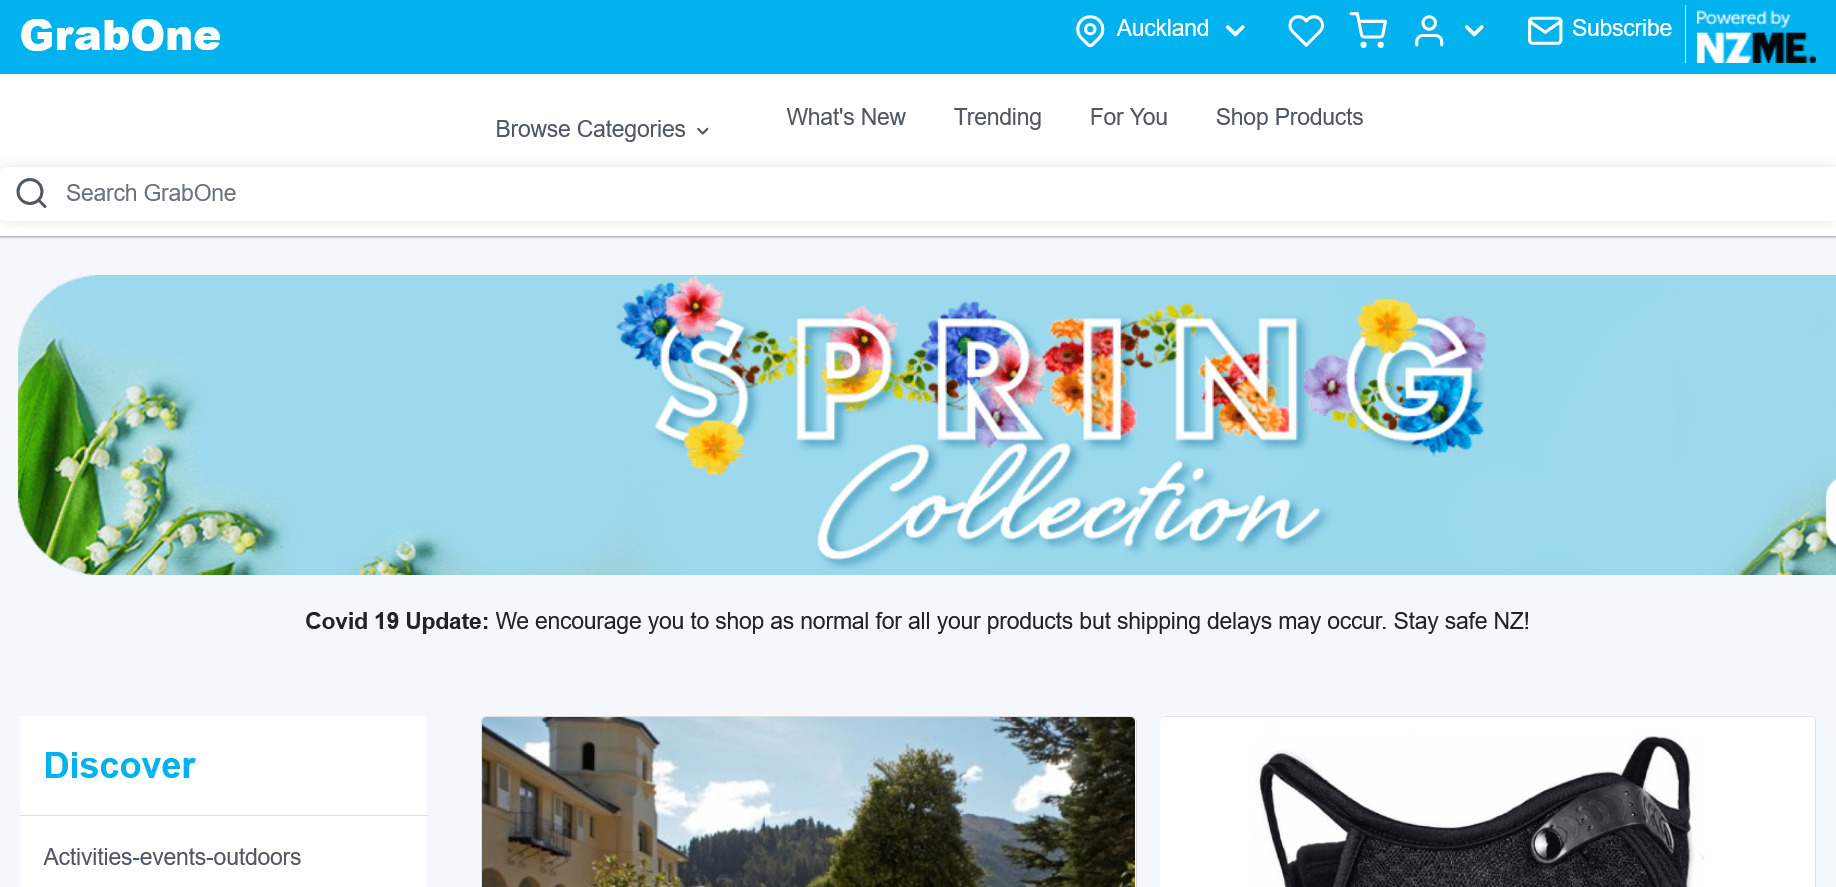 GrabOne
Auckland
Subscribe
Powered by
NZME.
Browse Categories
What's New
Trending
For You
Shop Products
Search GrabOne
SPRING
Collection
Covid 19 Update: We encourage you to shop as normal for all your products but shipping delays may occur. Stay safe NZ!
Discover
Activities-events-outdoors